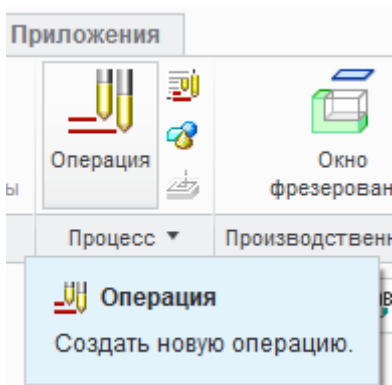 Приложения
Операция
Окно
фрезерован
ы
Процесс
Производственн
Операция
Создать новую операцию.